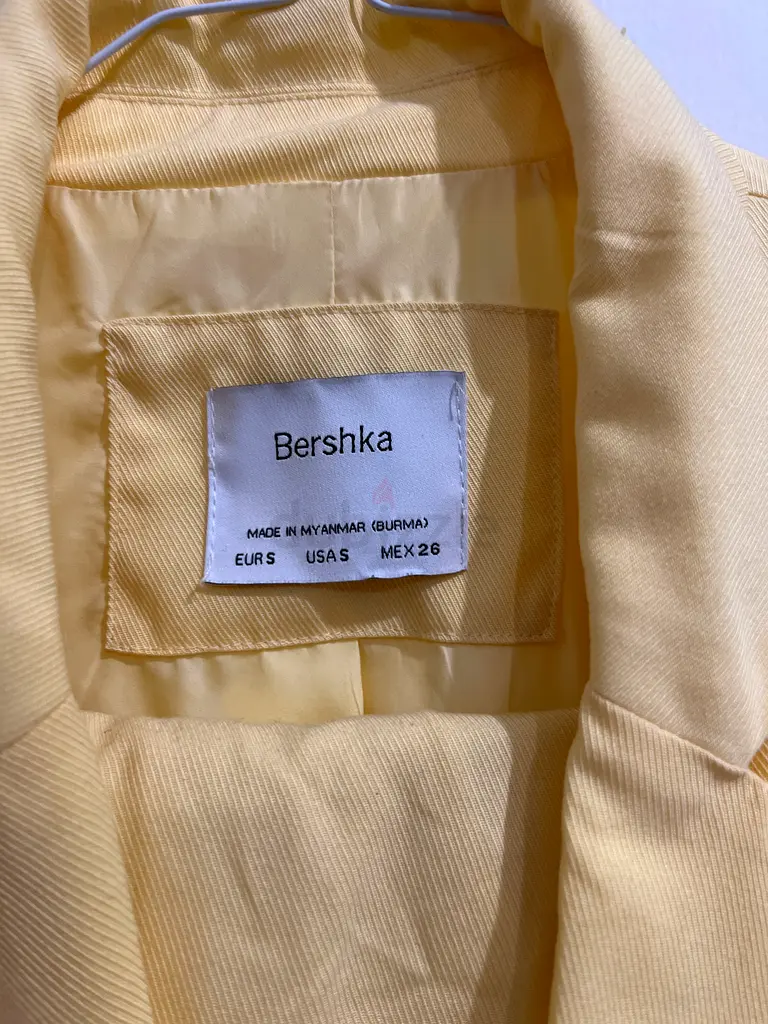 Bershka
MADE IN MYANMAR (BURMA)
EUR S USA S MEX 26